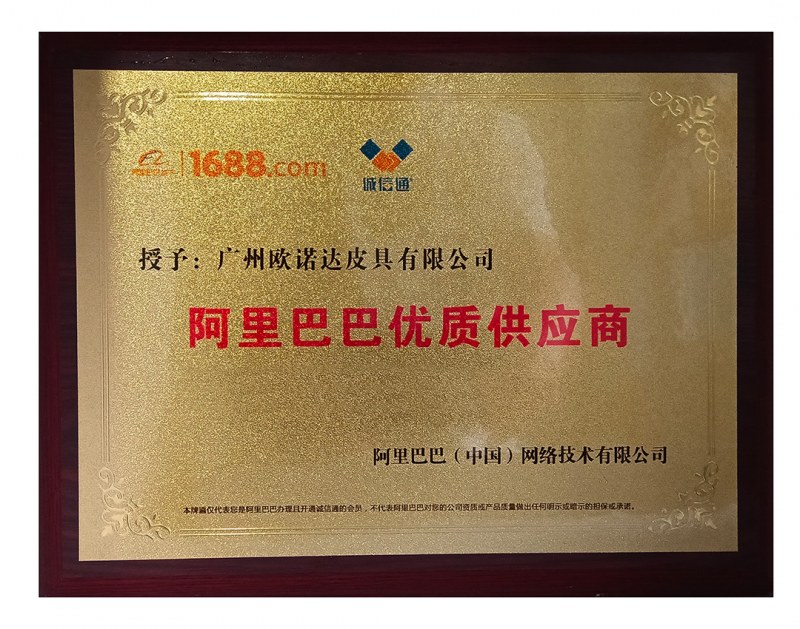 1688.com
诚信通
授予：广州欧诺达皮具有限公司
阿里巴巴优质供应商
阿里巴巴（中国）网络技术有限公司
本牌匾仅代表您是阿里巴巴办理且开通诚信通的会员，不代表阿里巴巴对您的公司资质或产品质量做出任何明示或暗示的担保或承诺。